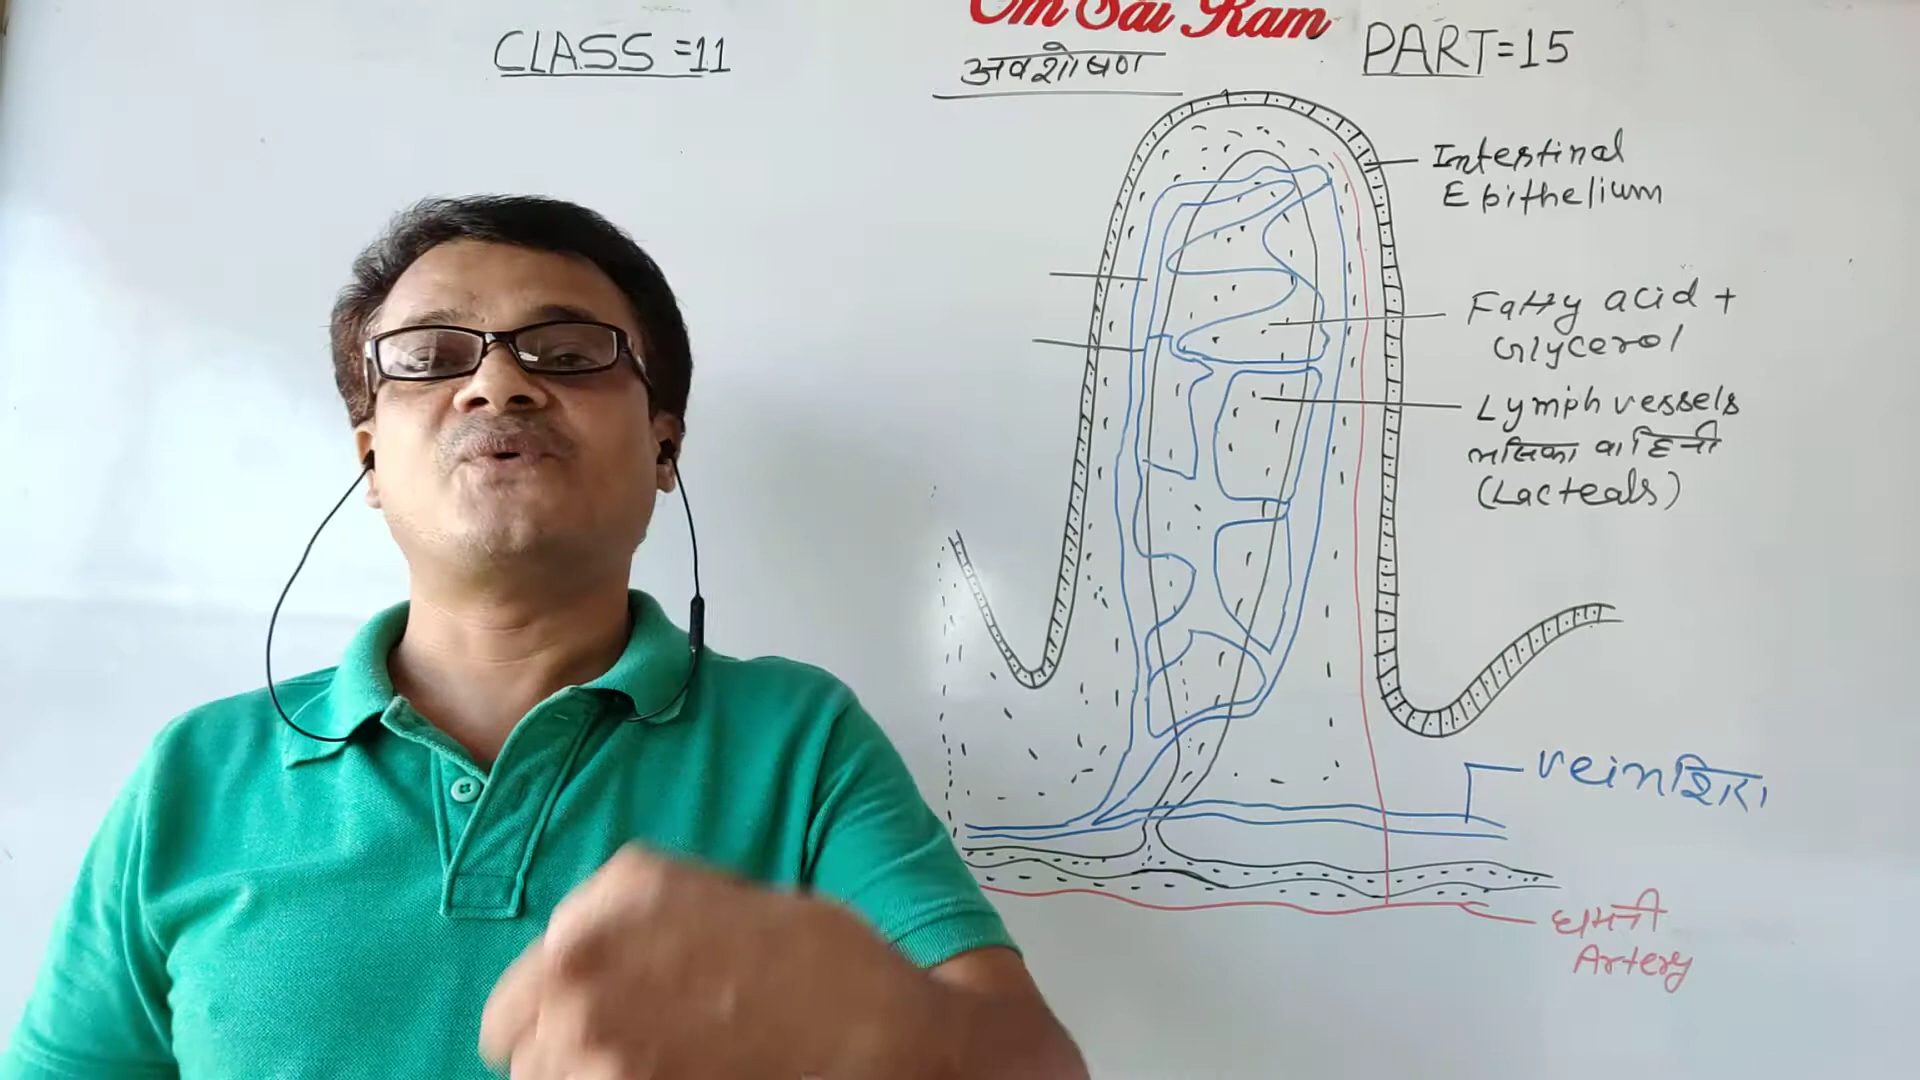 Om Sai Ram
CLASS =11
अवशोषण
PART=15
Intestinal
Epithelium
Fatty acid +
Glycerol
Lymph vessels
लसिका वाहिनी
(Lacteals)
vein शिरा
धमनी
Artery